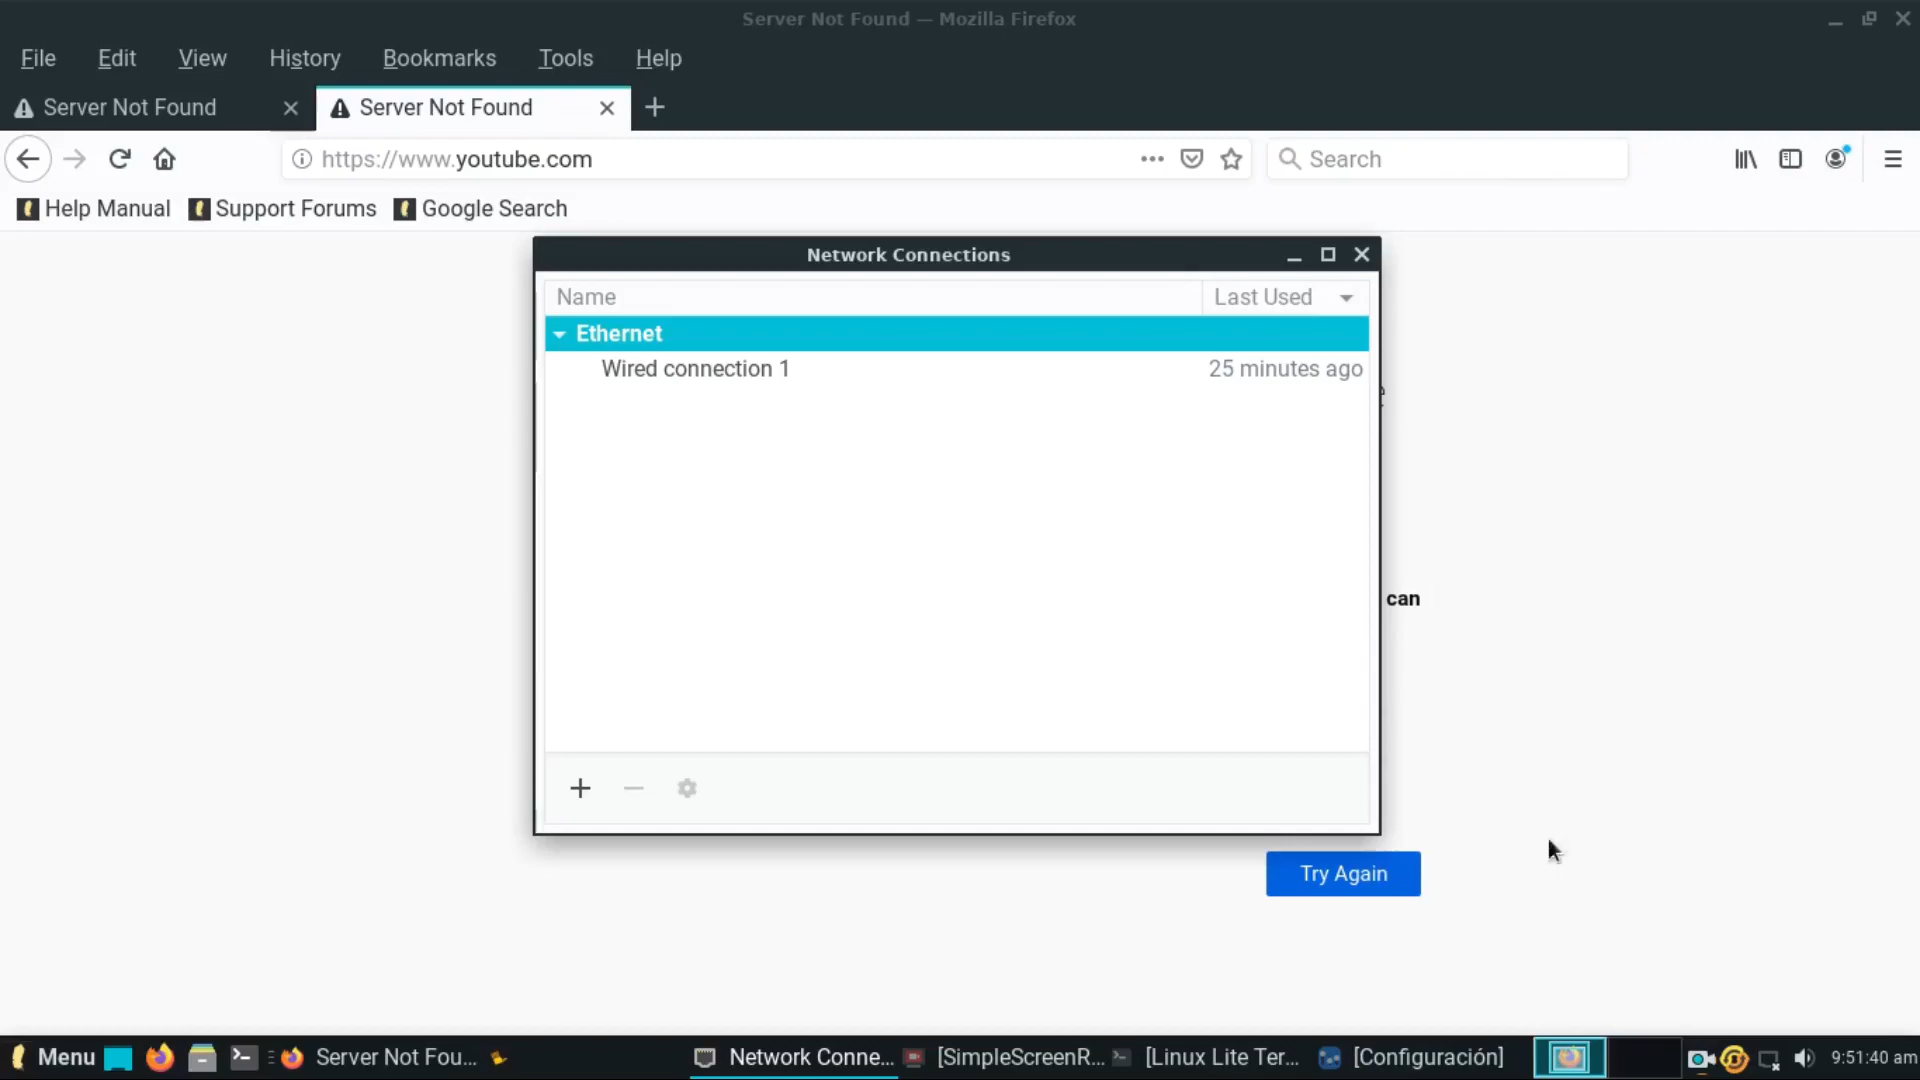 Server Not Found — Mozilla Firefox
File Edit View History Bookmarks Tools Help
Server Not Found
Server Not Found
https://www.youtube.com
Search
Help Manual Support Forums Google Search
Network Connections
Name Last Used
Ethernet
Wired connection 1 25 minutes ago
can
Try Again
Menu Server Not Fou... Network Conne... [SimpleScreenR... [Linux Lite Ter... [Configuración] 9:51:40 am